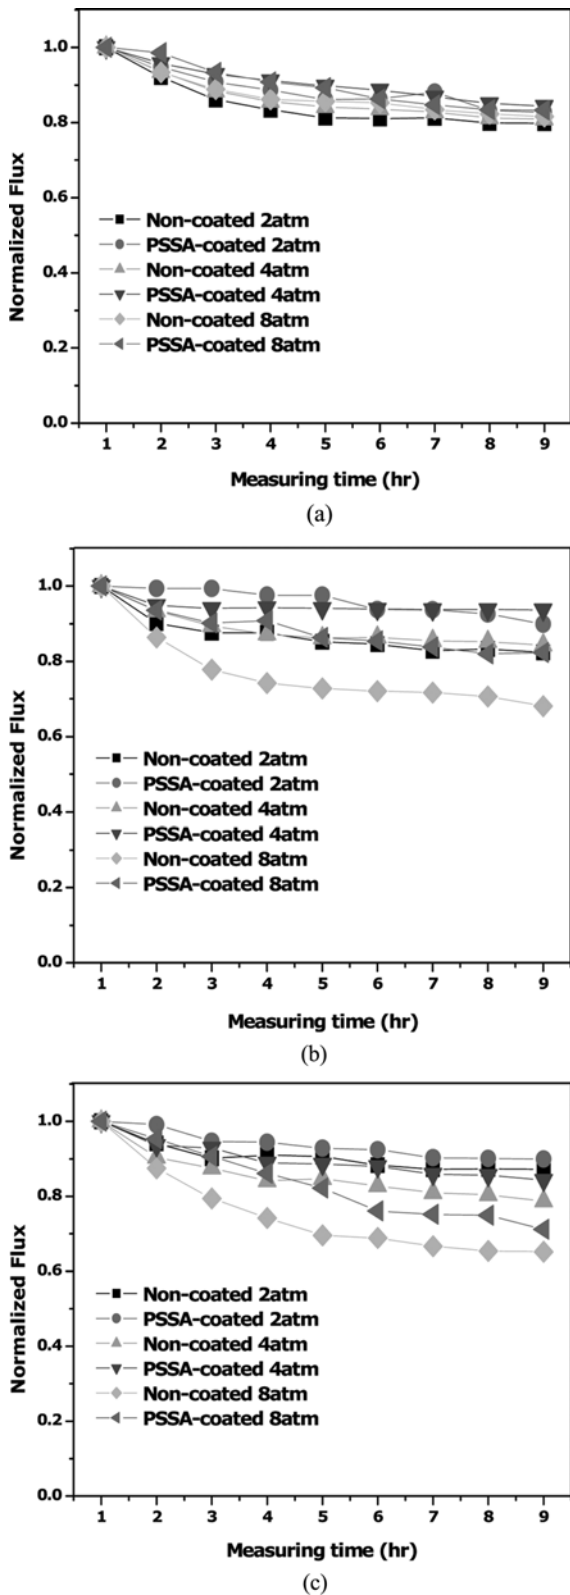 1.0
0.8
0.6
0.4
0.2
0.0
Normalized Flux
Non-coated 2atm
PSSA-coated 2atm
Non-coated 4atm
PSSA-coated 4atm
Non-coated 8atm
PSSA-coated 8atm
1 2 3 4 5 6 7 8 9
Measuring time (hr)
(a)
1.0
0.8
0.6
0.4
0.2
0.0
Normalized Flux
Non-coated 2atm
PSSA-coated 2atm
Non-coated 4atm
PSSA-coated 4atm
Non-coated 8atm
PSSA-coated 8atm
1 2 3 4 5 6 7 8 9
Measuring time (hr)
(b)
1.0
0.8
0.6
0.4
0.2
0.0
Normalized Flux
Non-coated 2atm
PSSA-coated 2atm
Non-coated 4atm
PSSA-coated 4atm
Non-coated 8atm
PSSA-coated 8atm
1 2 3 4 5 6 7 8 9
Measuring time (hr)
(c)